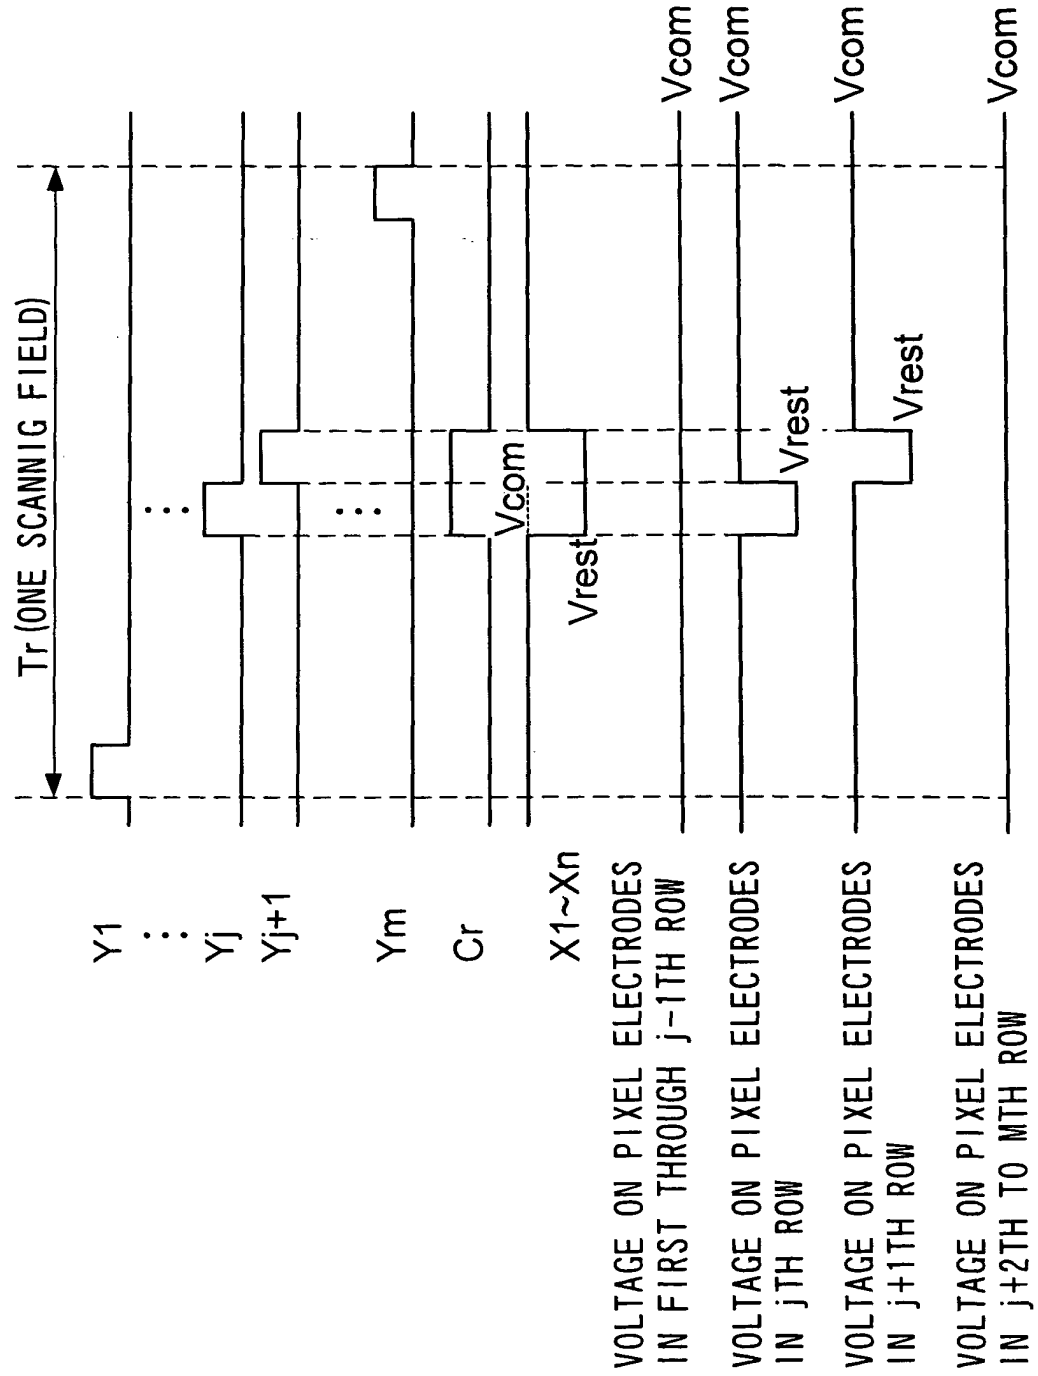 Tr (ONE SCANNIG FIELD)
Y1
⋮
Yj
Yj+1
⋮
Ym
Cr
Vcom
X1~Xn
Vrest
VOLTAGE ON PIXEL ELECTRODES
IN FIRST THROUGH j-1TH ROW
Vcom
VOLTAGE ON PIXEL ELECTRODES
IN jTH ROW
Vrest
Vcom
VOLTAGE ON PIXEL ELECTRODES
IN j+1TH ROW
Vrest
Vcom
VOLTAGE ON PIXEL ELECTRODES
IN j+2TH TO MTH ROW
Vcom